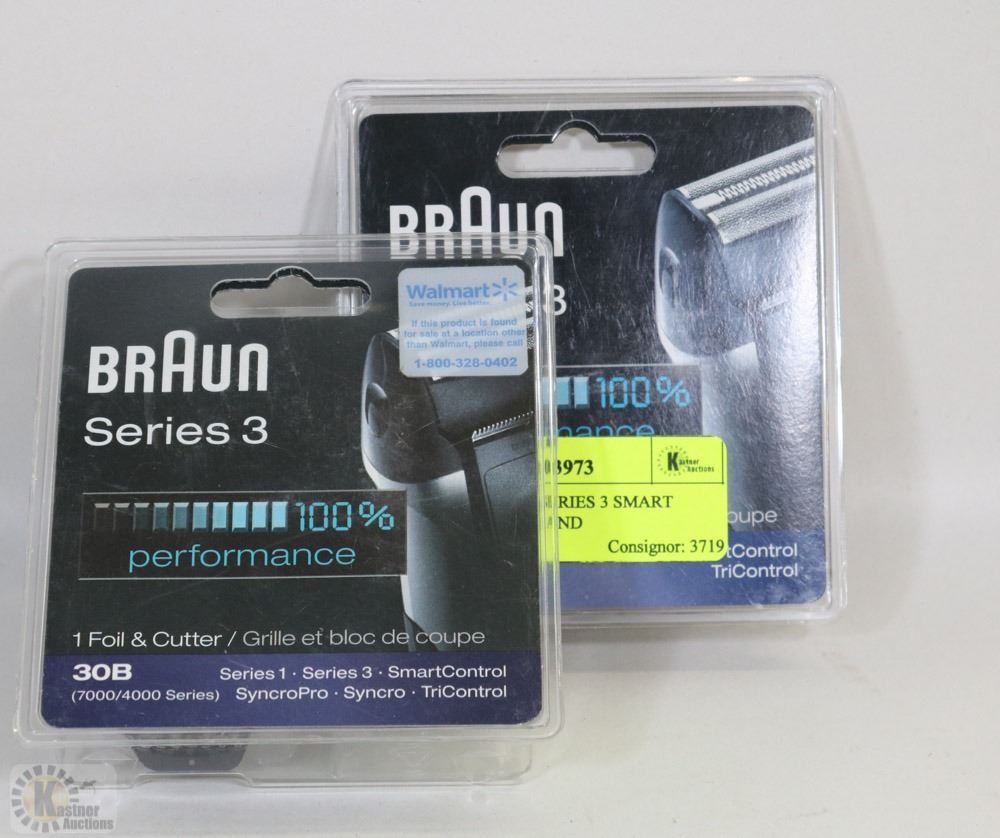 BRAUN
3
100%
mance
03973
Kastner
Auctions
SERIES 3 SMART
AND
Consignor: 3719
oupe
tControl
TriControl
Walmart
Save money. Live better.
If this product is found
for sale at a location other
than Walmart, please call
1-800-328-0402
BRAUN
Series 3
100%
performance
1 Foil & Cutter / Grille et bloc de coupe
30B Series 1 · Series 3 · SmartControl
(7000/4000 Series) SyncroPro · Syncro · TriControl
Kastner
Auctions